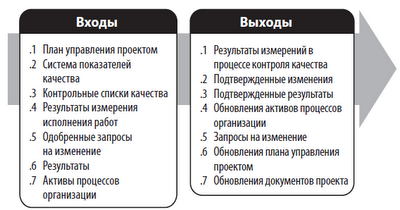 Входы
.1 План управления проектом
.2 Система показателей
качества
.3 Контрольные списки качества
.4 Результаты измерения
исполнения работ
.5 Одобренные запросы
на изменение
.6 Результаты
.7 Активы процессов
организации
Выходы
.1 Результаты измерений в
процессе контроля качества
.2 Подтвержденные изменения
.3 Подтвержденные результаты
.4 Обновления активов процессов
организации
.5 Запросы на изменение
.6 Обновления плана управления
проектом
.7 Обновления документов проекта